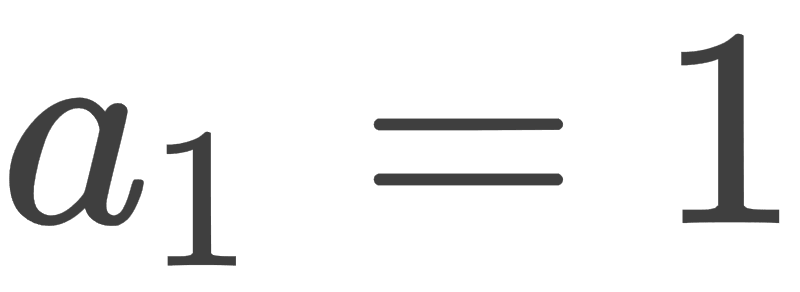 a₁ = 1